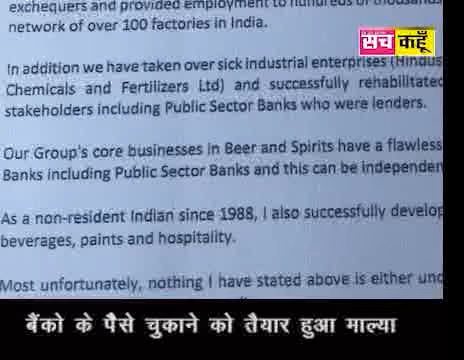 exchequers and provided employment to hundreds of thousands
network of over 100 factories in India.
सच कहूँ
In addition we have taken over sick industrial enterprises (Hindus
Chemicals and Fertilizers Ltd) and successfully rehabilitated
stakeholders including Public Sector Banks who were lenders.
Our Group's core businesses in Beer and Spirits have a flawless
Banks including Public Sector Banks and this can be independen
As a non-resident Indian since 1988, I also successfully develop
beverages, paints and hospitality.
Most unfortunately, nothing I have stated above is either und
बैंको के पैसे चुकाने को तैयार हुआ माल्या